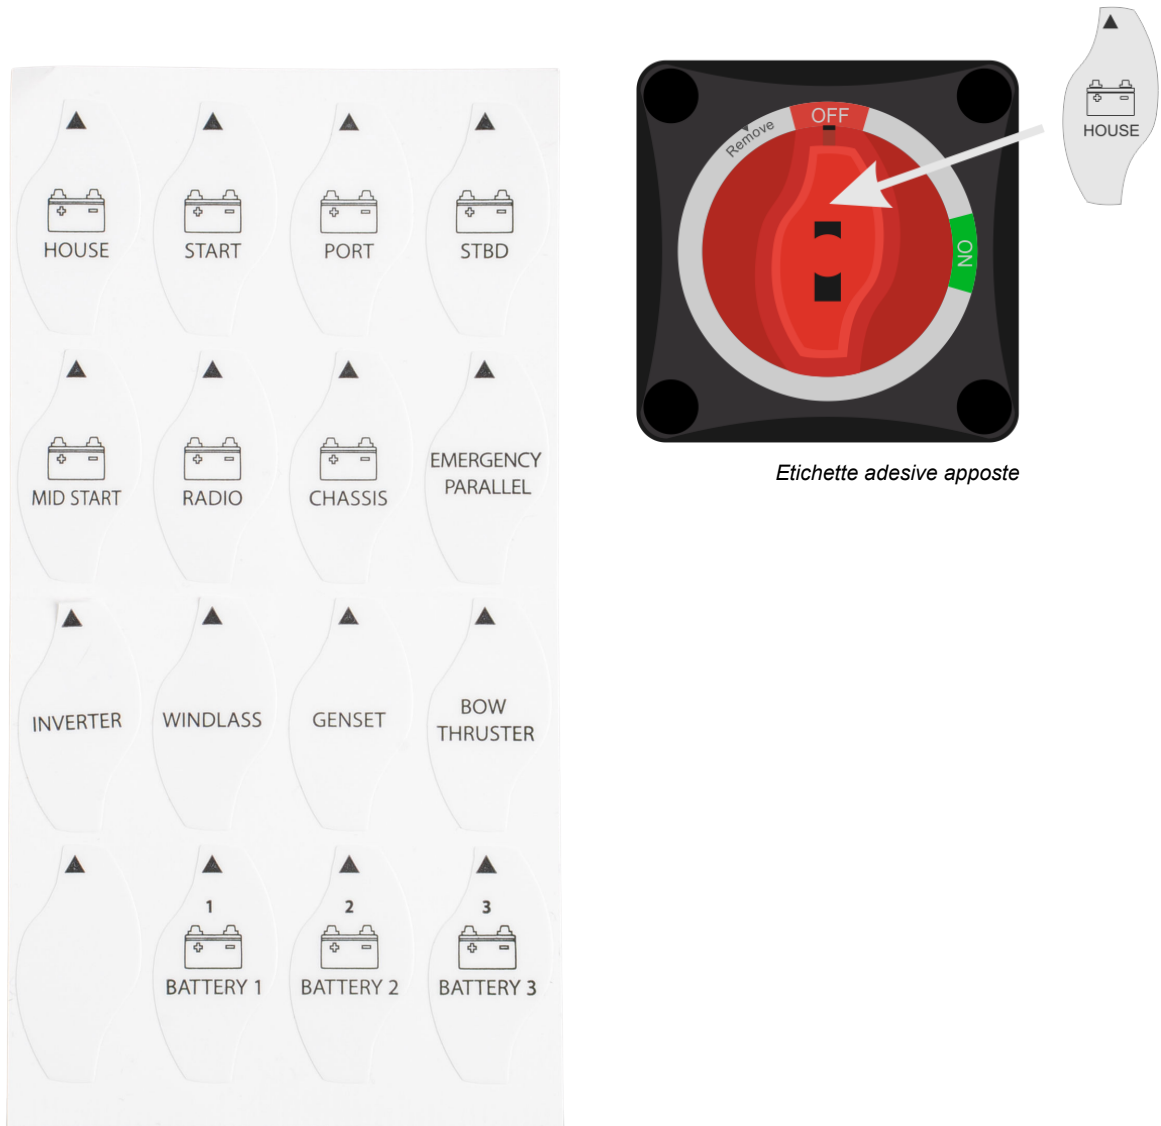 HOUSE
START
PORT
STBD
MID START
RADIO
CHASSIS
EMERGENCY
PARALLEL
INVERTER
WINDLASS
GENSET
BOW
THRUSTER
1
BATTERY 1
2
BATTERY 2
3
BATTERY 3
Remove
OFF
ON
HOUSE
Etichette adesive apposte